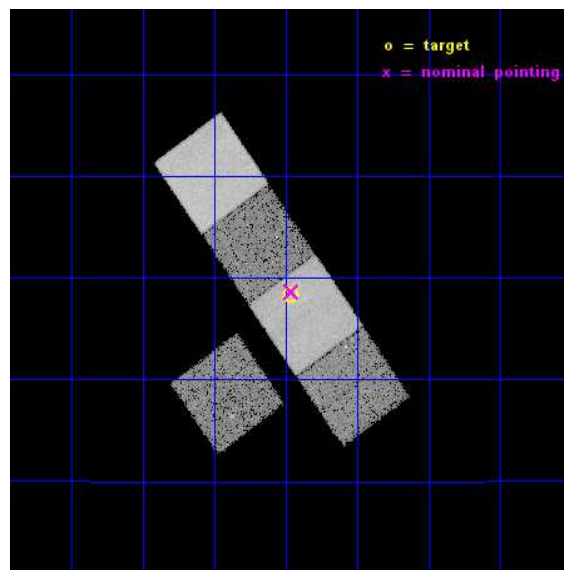 o = target
x = nominal pointing